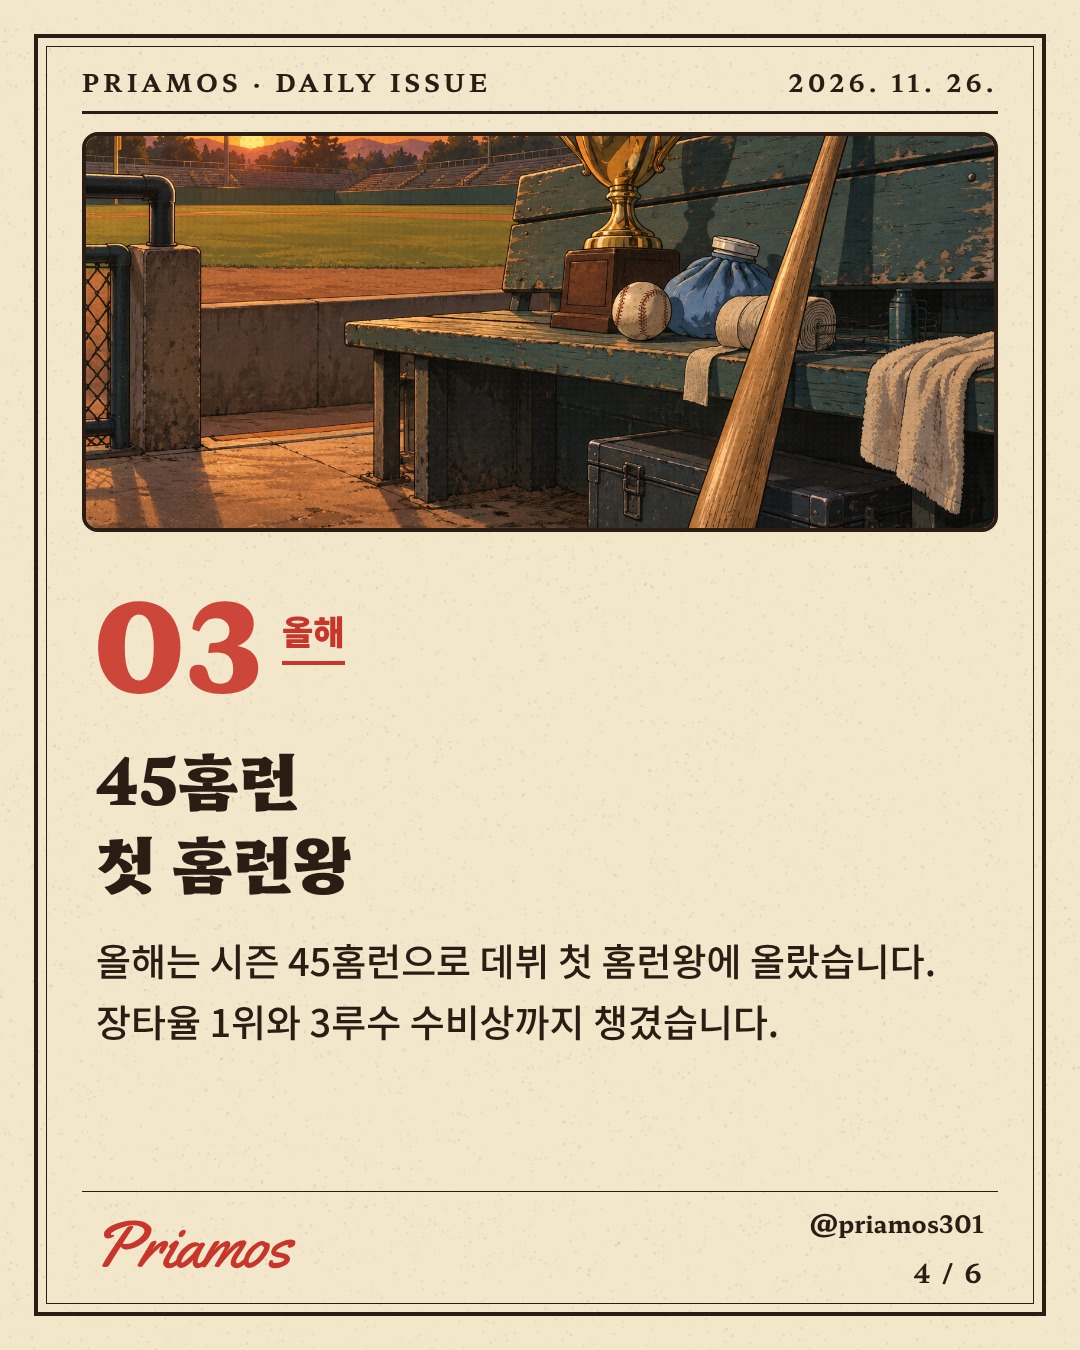 PRIAMOS · DAILY ISSUE
2026. 11. 26.
03 올해
45홈런
첫 홈런왕
올해는 시즌 45홈런으로 데뷔 첫 홈런왕에 올랐습니다.
장타율 1위와 3루수 수비상까지 챙겼습니다.
Priamos
@priamos301
4 / 6